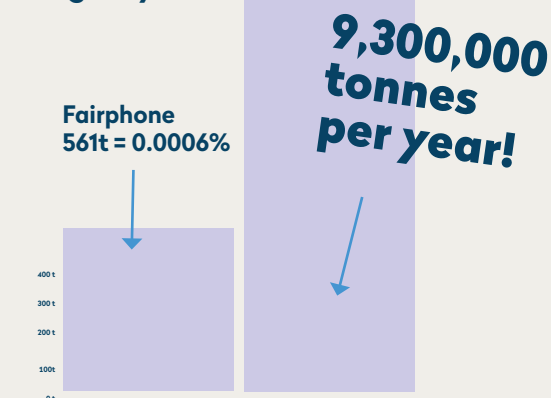 9,300,000
tonnes
per year!
Fairphone
561t = 0.0006%
400 t
300 t
200 t
100t